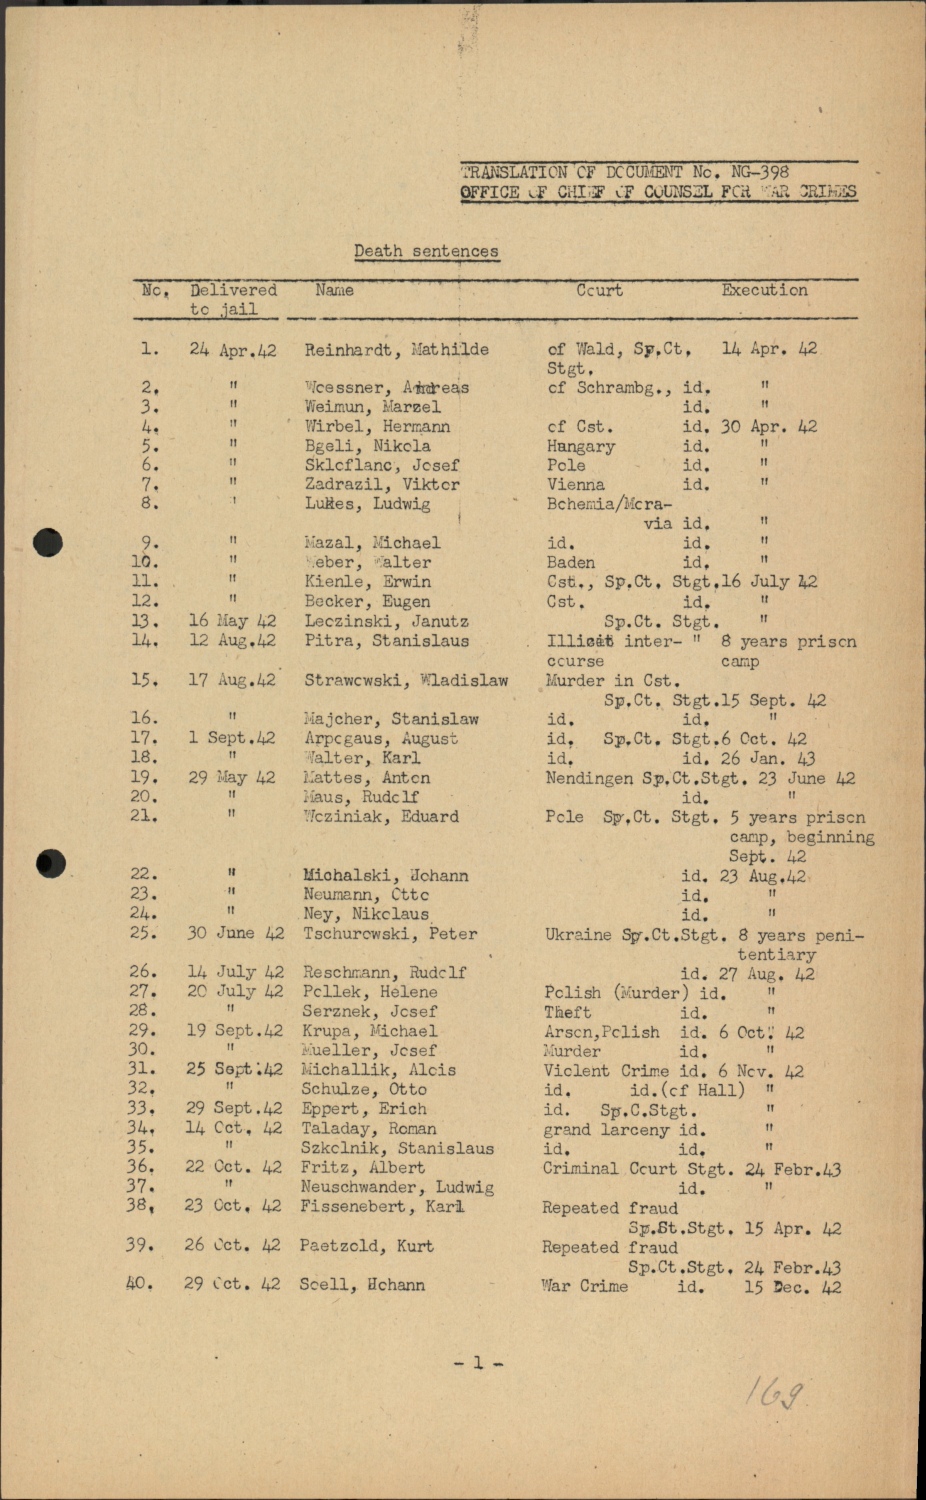 TRANSLATION OF DOCUMENT No. NG-398
OFFICE OF CHIEF OF COUNSEL FOR WAR CRIMES
Death sentences
No. Delivered to jail Name Court Execution
1. 24 Apr.42 Reinhardt, Mathilde of Wald, Sp.Ct. 14 Apr. 42
Stgt.
2. " Woessner, Andreas of Schrambg., id. "
3. " Weimun, Marzel id. "
4. " Wirbel, Hermann of Cst. id. 30 Apr. 42
5. " Bgeli, Nikola Hungary id. "
6. " Skloflanc, Josef Pole id. "
7. " Zadrazil, Viktor Vienna id. "
8. ' Lukes, Ludwig Bohemia/Mora-
via id. "
9. " Mazal, Michael id. id. "
10. " Weber, Walter Baden id. "
11. " Kienle, Erwin Cst., Sp.Ct. Stgt.16 July 42
12. " Becker, Eugen Cst. id. "
13. 16 May 42 Leczinski, Janutz Sp.Ct. Stgt. "
14. 12 Aug.42 Pitra, Stanislaus Illicit inter- " 8 years prison
course camp
15. 17 Aug.42 Strawowski, Wladislaw Murder in Cst.
Sp.Ct. Stgt.15 Sept. 42
16. " Majcher, Stanislaw id. id. "
17. 1 Sept.42 Arpogaus, August id. Sp.Ct. Stgt.6 Oct. 42
18. " Walter, Karl id. id. 26 Jan. 43
19. 29 May 42 Mattes, Anton Nendingen Sp.Ct.Stgt. 23 June 42
20. " Maus, Rudolf id. "
21. " Woziniak, Eduard Pole Sp.Ct. Stgt. 5 years prison
camp, beginning
Sept. 42
22. " Michalski, Johann id. 23 Aug.42
23. " Neumann, Otto id. "
24. " Ney, Nikolaus id. "
25. 30 June 42 Tschurowski, Peter Ukraine Sp.Ct.Stgt. 8 years peni-
tentiary
26. 14 July 42 Reschmann, Rudolf id. 27 Aug. 42
27. 20 July 42 Pollek, Helene Polish (Murder) id. "
28. " Serznek, Josef Theft id. "
29. 19 Sept.42 Krupa, Michael Arson,Polish id. 6 Oct. 42
30. " Mueller, Josef Murder id. "
31. 25 Sept.42 Michallik, Alois Violent Crime id. 6 Nov. 42
32. " Schulze, Otto id. id.(of Hall) "
33. 29 Sept.42 Eppert, Erich id. Sp.C.Stgt. "
34. 14 Oct. 42 Taladay, Roman grand larceny id. "
35. " Szkolnik, Stanislaus id. id. "
36. 22 Oct. 42 Fritz, Albert Criminal Court Stgt. 24 Febr.43
37. " Neuschwander, Ludwig id. "
38. 23 Oct. 42 Fissenebert, Karl Repeated fraud
Sp.St.Stgt. 15 Apr. 42
39. 26 Oct. 42 Paetzold, Kurt Repeated fraud
Sp.Ct.Stgt. 24 Febr.43
40. 29 Oct. 42 Soell, Johann War Crime id. 15 Dec. 42
- 1 -
169